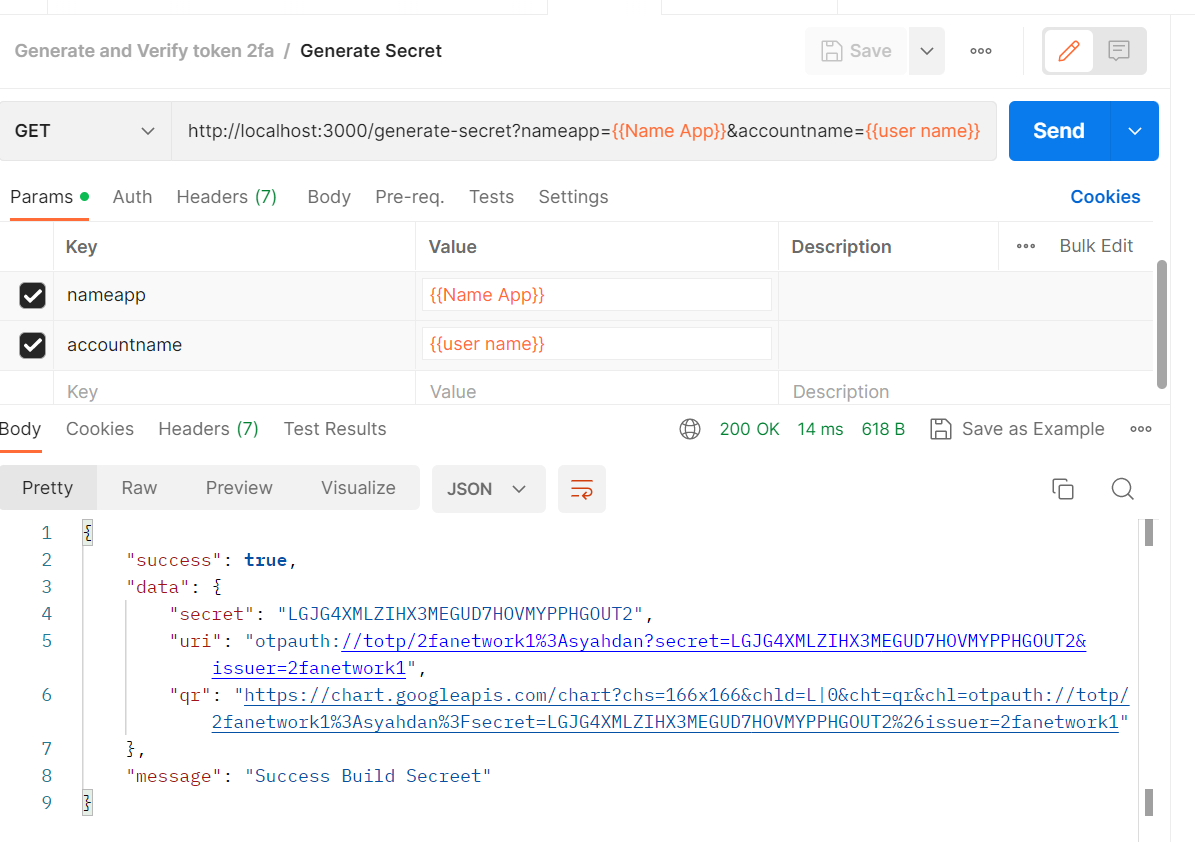 Generate and Verify token 2fa / Generate Secret
Save
GET http://localhost:3000/generate-secret?nameapp={{Name App}}&accountname={{user name}} Send
Params Auth Headers (7) Body Pre-req. Tests Settings Cookies
Key Value Description Bulk Edit
nameapp {{Name App}}
accountname {{user name}}
Key Value Description
Body Cookies Headers (7) Test Results 200 OK 14 ms 618 B Save as Example
Pretty Raw Preview Visualize JSON
1 {
2 "success": true,
3 "data": {
4 "secret": "LGJG4XMLZIHX3MEGUD7HOVMYPPHGOUT2",
5 "uri": "otpauth://totp/2fanetwork1%3Asyahdan?secret=LGJG4XMLZIHX3MEGUD7HOVMYPPHGOUT2&
issuer=2fanetwork1",
6 "qr": "https://chart.googleapis.com/chart?chs=166x166&chld=L|0&cht=qr&chl=otpauth://totp/
2fanetwork1%3Asyahdan%3Fsecret=LGJG4XMLZIHX3MEGUD7HOVMYPPHGOUT2%26issuer=2fanetwork1"
7 },
8 "message": "Success Build Secreet"
9 }